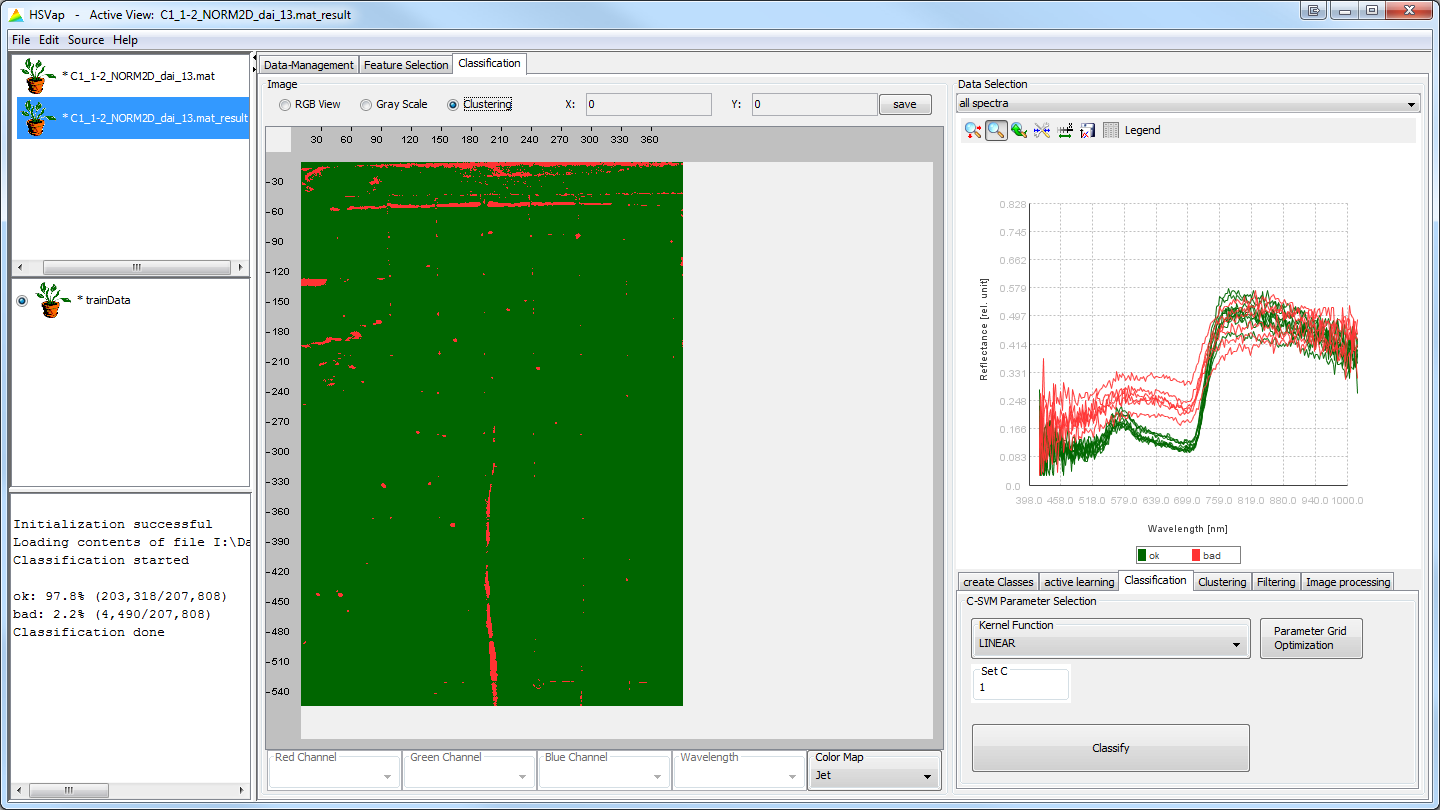 HSVap - Active View: C1_1-2_NORM2D_dai_13.mat_result
File Edit Source Help
* C1_1-2_NORM2D_dai_13.mat
* C1_1-2_NORM2D_dai_13.mat_result
* trainData
Initialization successful
Loading contents of file I:\Da
Classification started
ok: 97.8% (203,318/207,808)
bad: 2.2% (4,490/207,808)
Classification done
Data-Management Feature Selection Classification
Image
RGB View Gray Scale Clustering X: 0 Y: 0 save
30 60 90 120 150 180 210 240 270 300 330 360
30
60
90
120
150
180
210
240
270
300
330
360
390
420
450
480
510
540
Red Channel Green Channel Blue Channel Wavelength Color Map
Jet
Data Selection
all spectra
Legend
Reflectance [rel. unit]
0.828
0.745
0.662
0.579
0.497
0.414
0.331
0.248
0.166
0.083
0.0
398.0 458.0 518.0 579.0 639.0 699.0 759.0 819.0 880.0 940.0 1000.0
Wavelength [nm]
ok bad
create Classes active learning Classification Clustering Filtering Image processing
C-SVM Parameter Selection
Kernel Function
LINEAR
Parameter Grid
Optimization
Set C
1
Classify